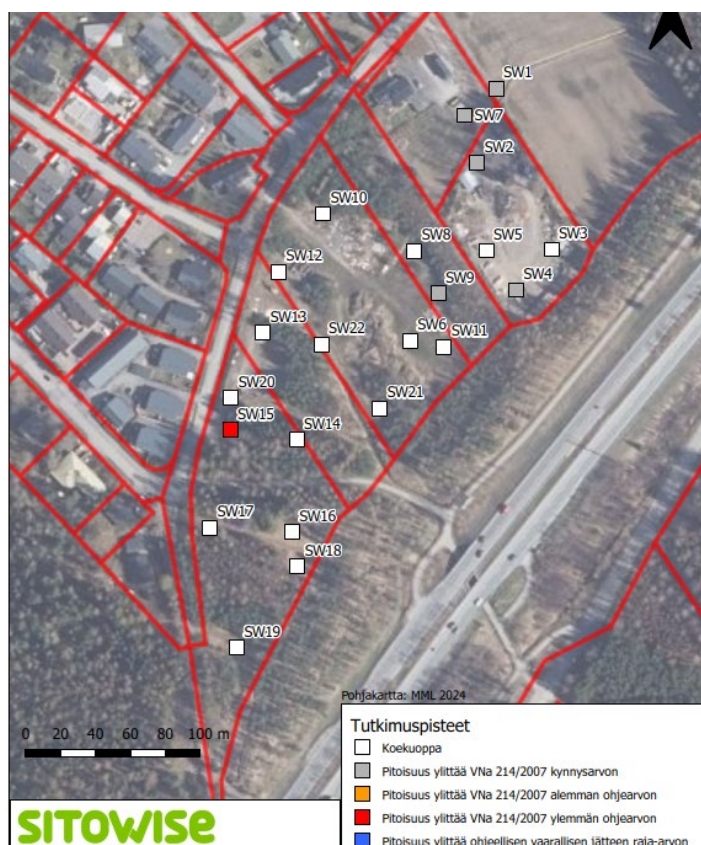 SW1
SW7
SW2
SW10
SW8
SW5
SW3
SW12
SW9
SW4
SW13
SW22
SW6
SW11
SW20
SW21
SW15
SW14
SW17
SW16
SW18
SW19
Pohjakartta: MML 2024
0 20 40 60 80 100 m
Tutkimuspisteet
Koekuoppa
Pitoisuus ylittää VNa 214/2007 kynnysarvon
Pitoisuus ylittää VNa 214/2007 alemman ohjearvon
Pitoisuus ylittää VNa 214/2007 ylemmän ohjearvon
Pitoisuus ylittää ohjeellisen vaarallisen jätteen raja-arvon
SITOWISE